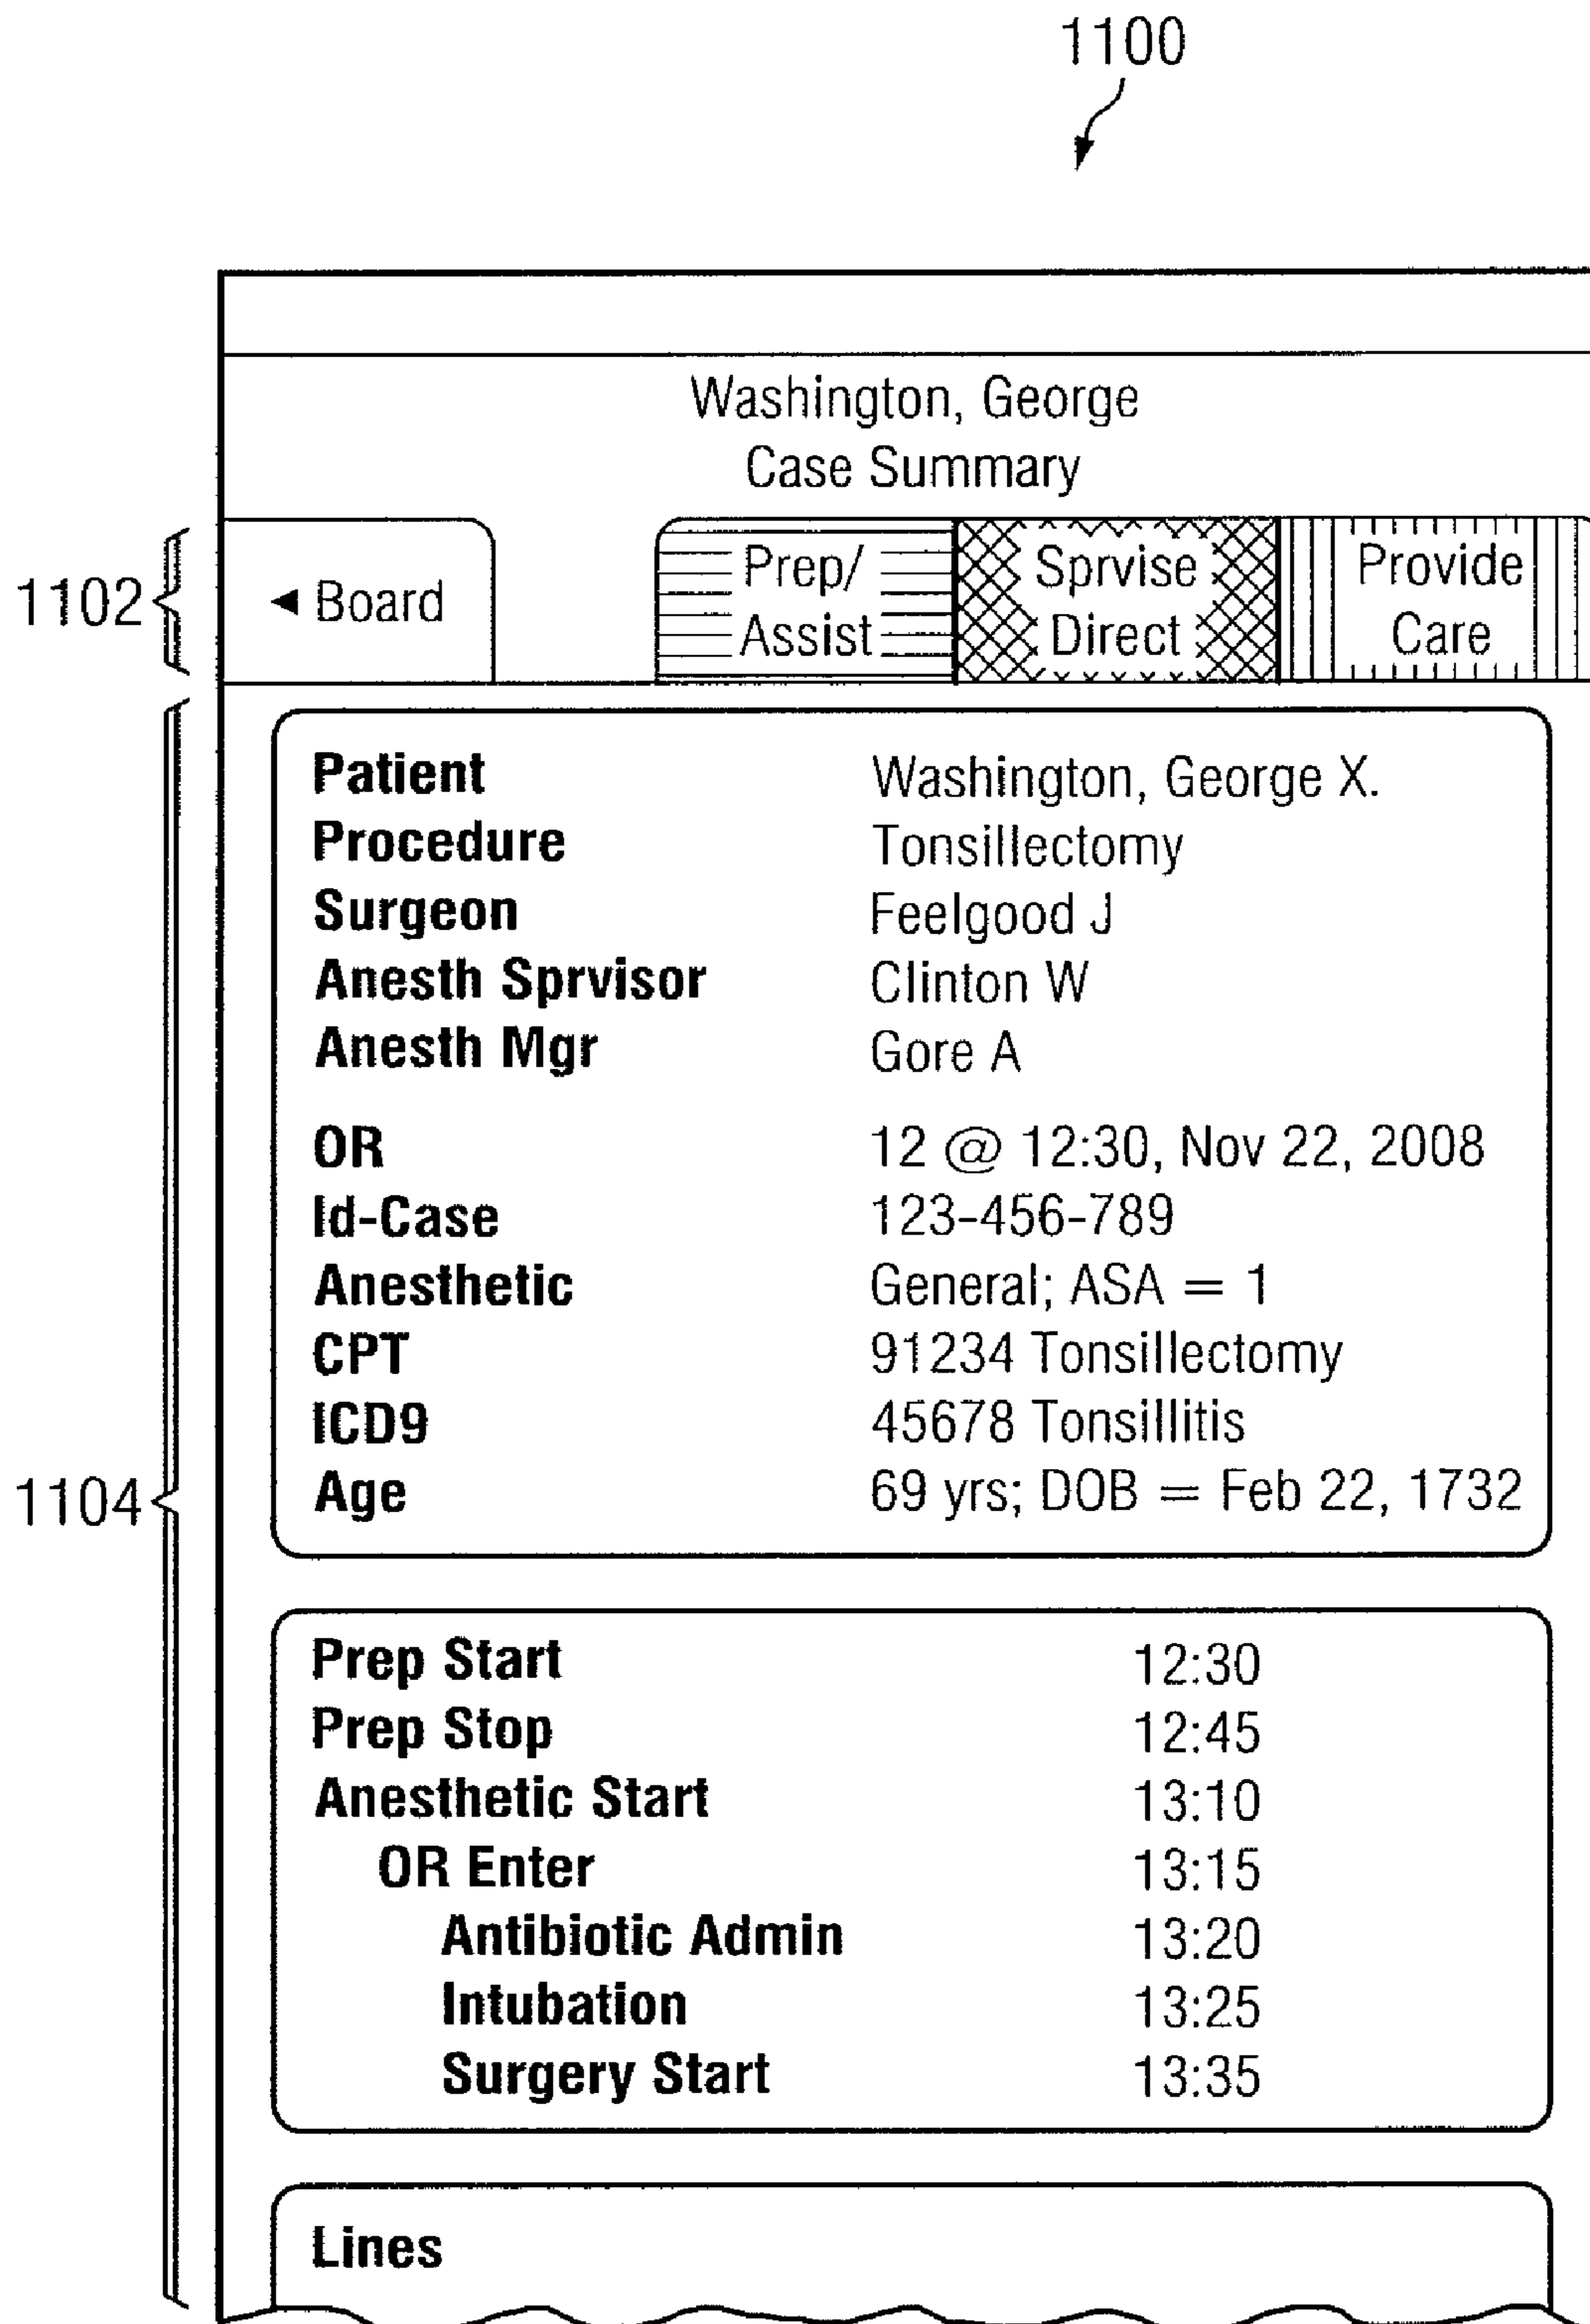 1100
Washington, George
Case Summary
1102
◄ Board
Prep/
Assist
Sprvise
Direct
Provide
Care
1104
Patient Washington, George X.
Procedure Tonsillectomy
Surgeon Feelgood J
Anesth Sprvisor Clinton W
Anesth Mgr Gore A
OR 12 @ 12:30, Nov 22, 2008
Id-Case 123-456-789
Anesthetic General; ASA = 1
CPT 91234 Tonsillectomy
ICD9 45678 Tonsillitis
Age 69 yrs; DOB = Feb 22, 1732
Prep Start 12:30
Prep Stop 12:45
Anesthetic Start 13:10
OR Enter 13:15
Antibiotic Admin 13:20
Intubation 13:25
Surgery Start 13:35
Lines